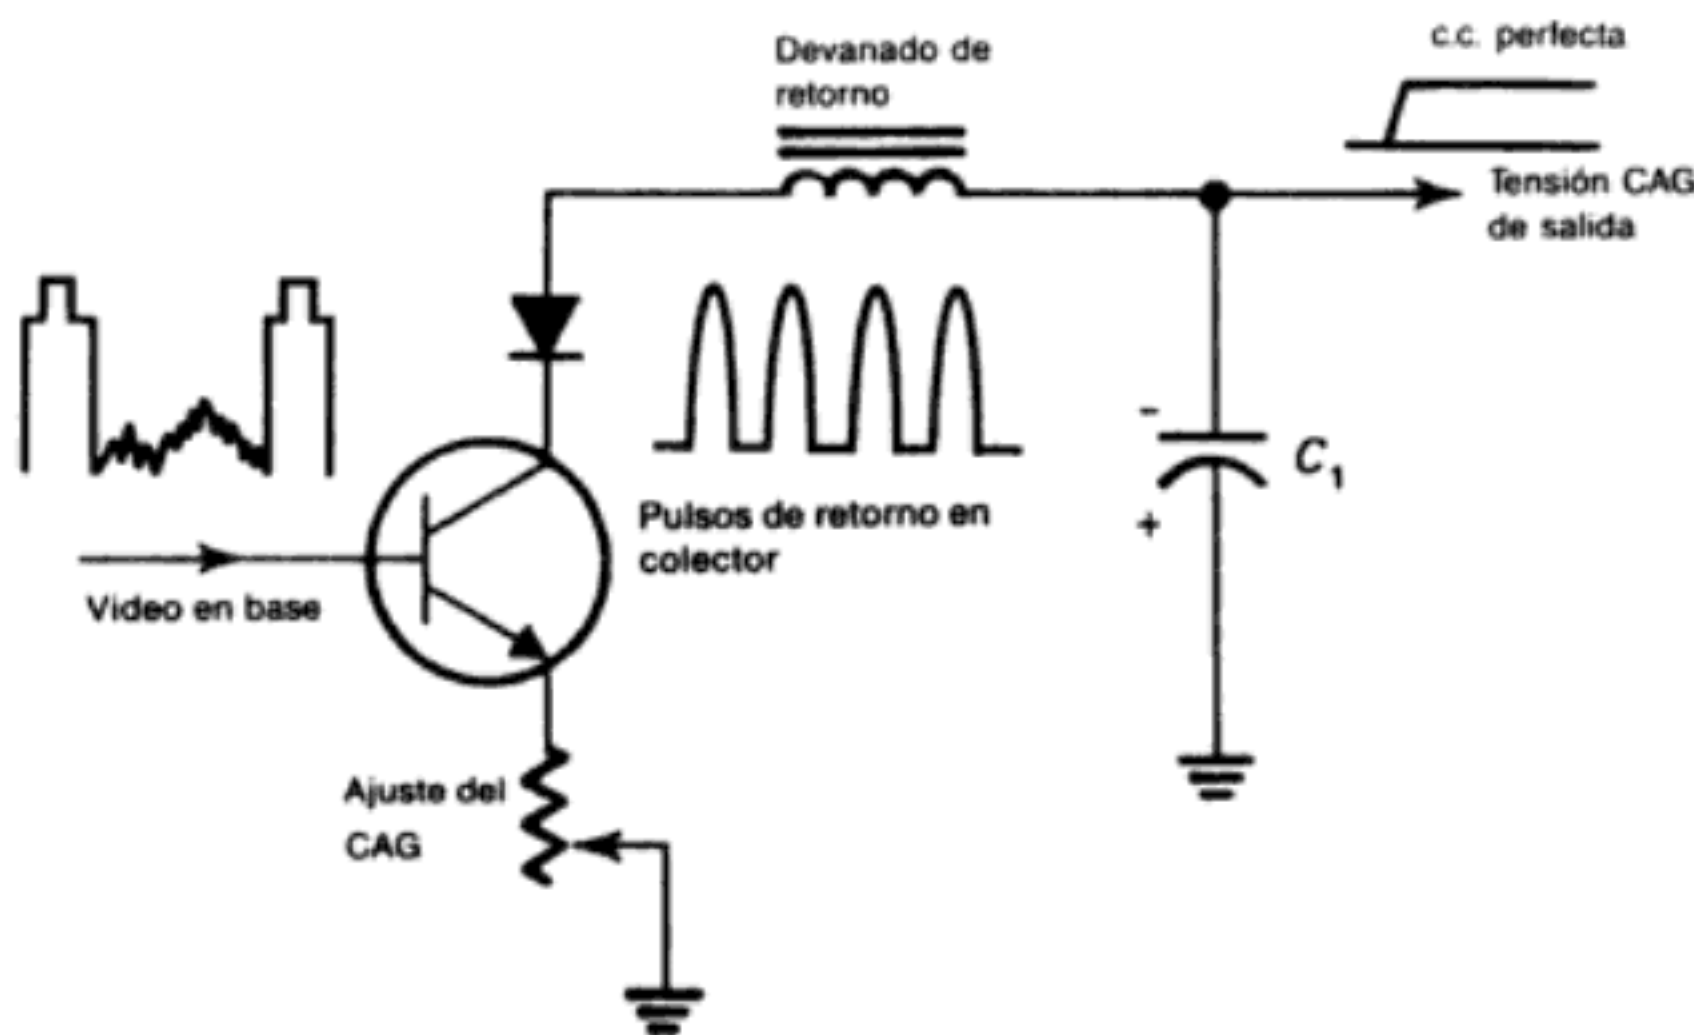 Devanado de
retorno
c.c. perfecta
Tensión CAG
de salida
Pulsos de retorno en
colector
-
C₁
+
Video en base
Ajuste del
CAG